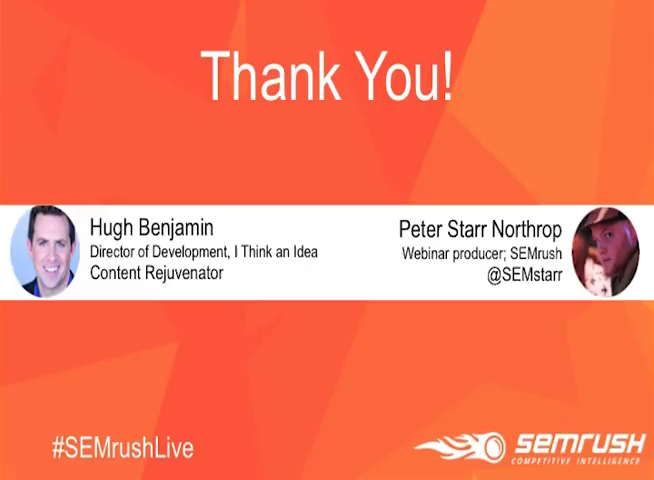 Thank You!
Hugh Benjamin
Director of Development, I Think an Idea
Content Rejuvenator
Peter Starr Northrop
Webinar producer; SEMrush
@SEMstarr
#SEMrushLive
SEMRUSH
COMPETITIVE INTELLIGENCE